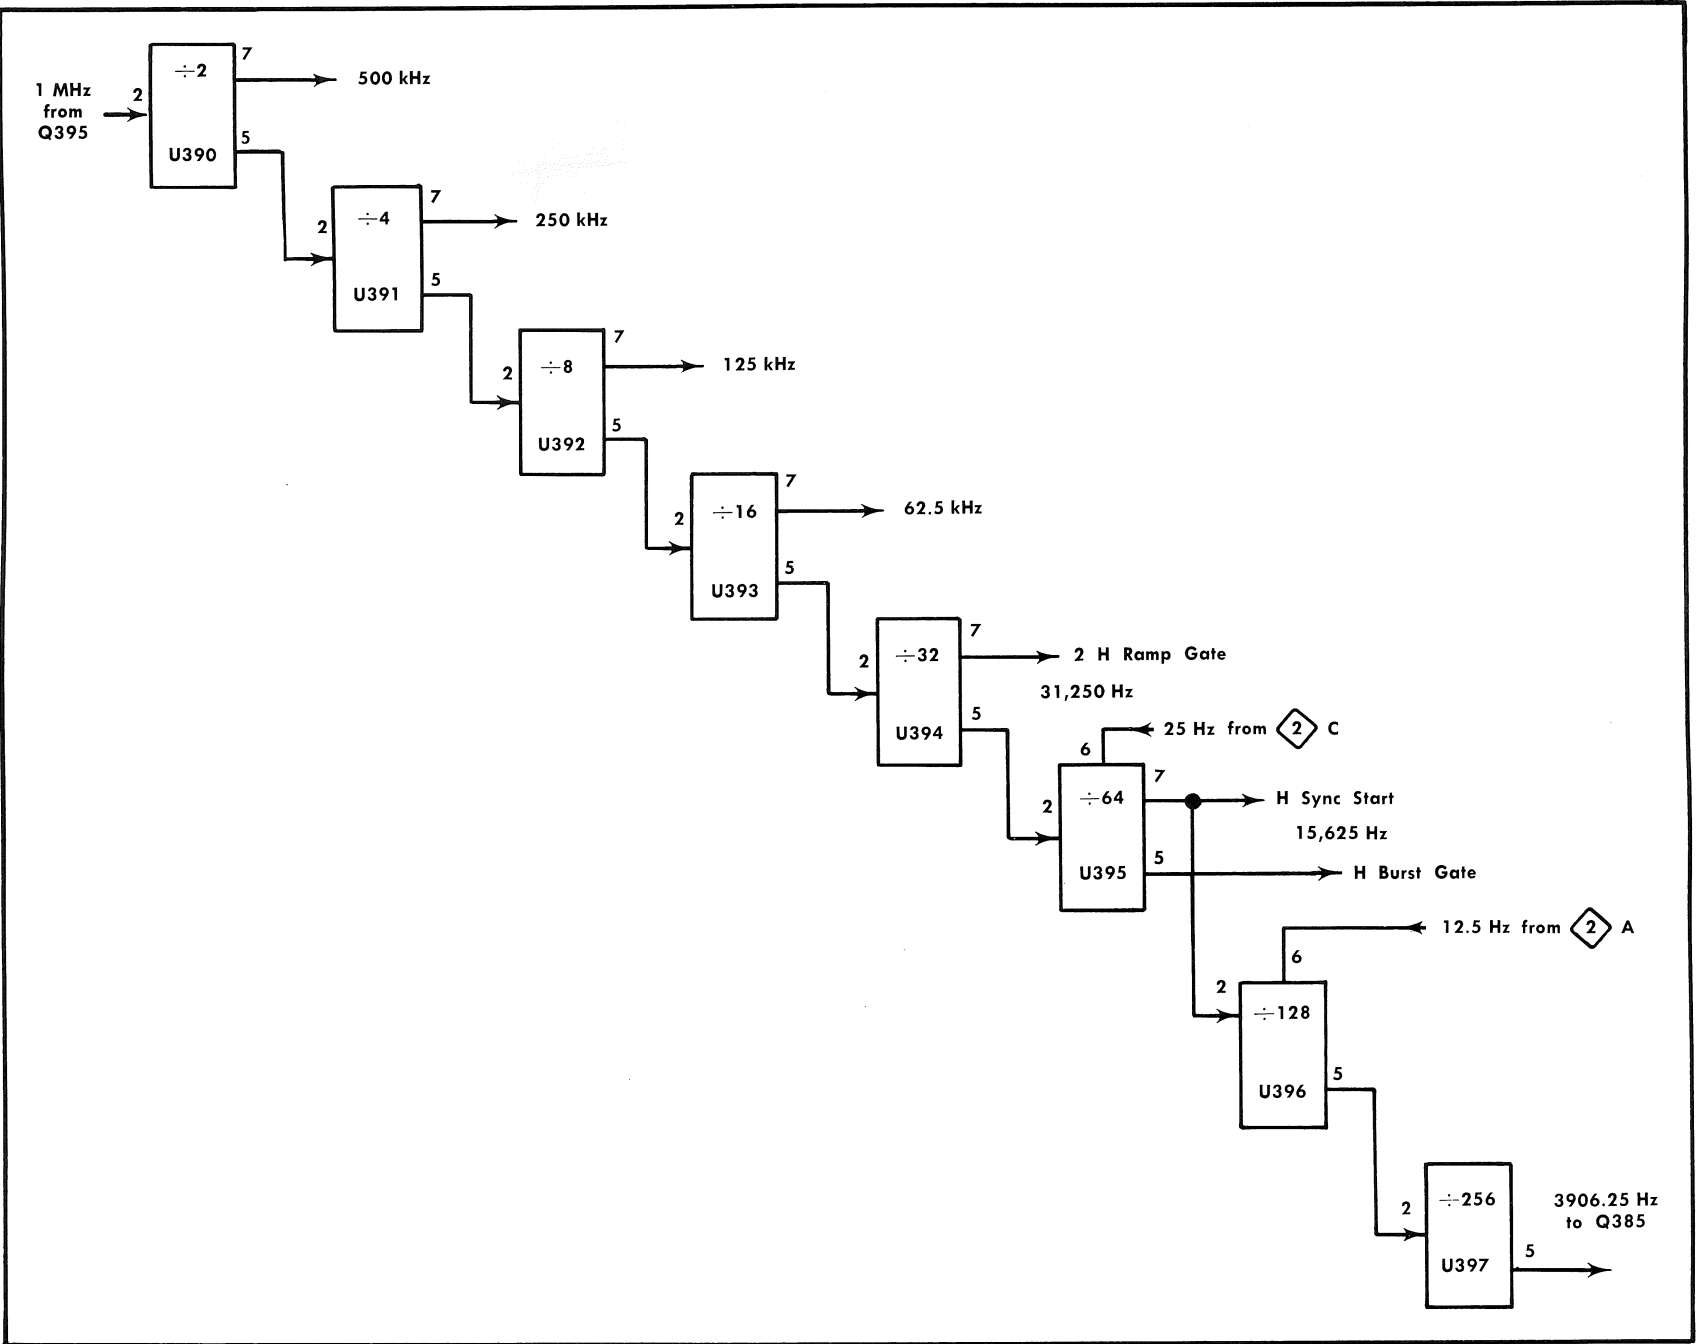 1 MHz
from
Q395
2
÷2
U390
7
500 kHz
5
2
÷4
U391
7
250 kHz
5
2
÷8
U392
7
125 kHz
5
2
÷16
U393
7
62.5 kHz
5
2
÷32
U394
7
2 H Ramp Gate
31,250 Hz
5
25 Hz from 2 C
6
2
÷64
U395
7
H Sync Start
15,625 Hz
5
H Burst Gate
12.5 Hz from 2 A
6
2
÷128
U396
5
2
÷256
U397
3906.25 Hz
to Q385
5